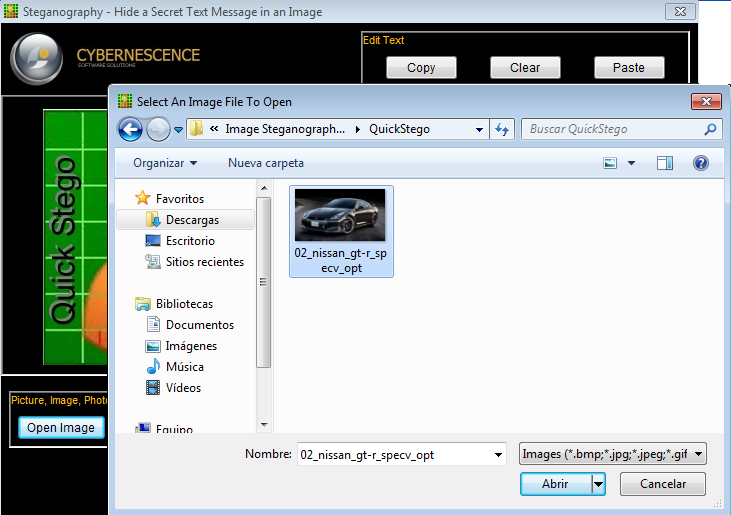 Steganography - Hide a Secret Text Message in an Image
CYBERNESCENCE
SOFTWARE SOLUTIONS
Edit Text
Copy Clear Paste
Select An Image File To Open
« Image Steganograph... QuickStego
Buscar QuickStego
Organizar Nueva carpeta
Favoritos
Descargas
Escritorio
Sitios recientes
Bibliotecas
Documentos
Imágenes
Música
Vídeos
Equipo
02_nissan_gt-r_sp
ecv_opt
Quick Stego
Picture, Image, Phot
Open Image
Nombre: 02_nissan_gt-r_specv_opt
Images (*.bmp;*.jpg;*.jpeg;*.gif
Abrir Cancelar